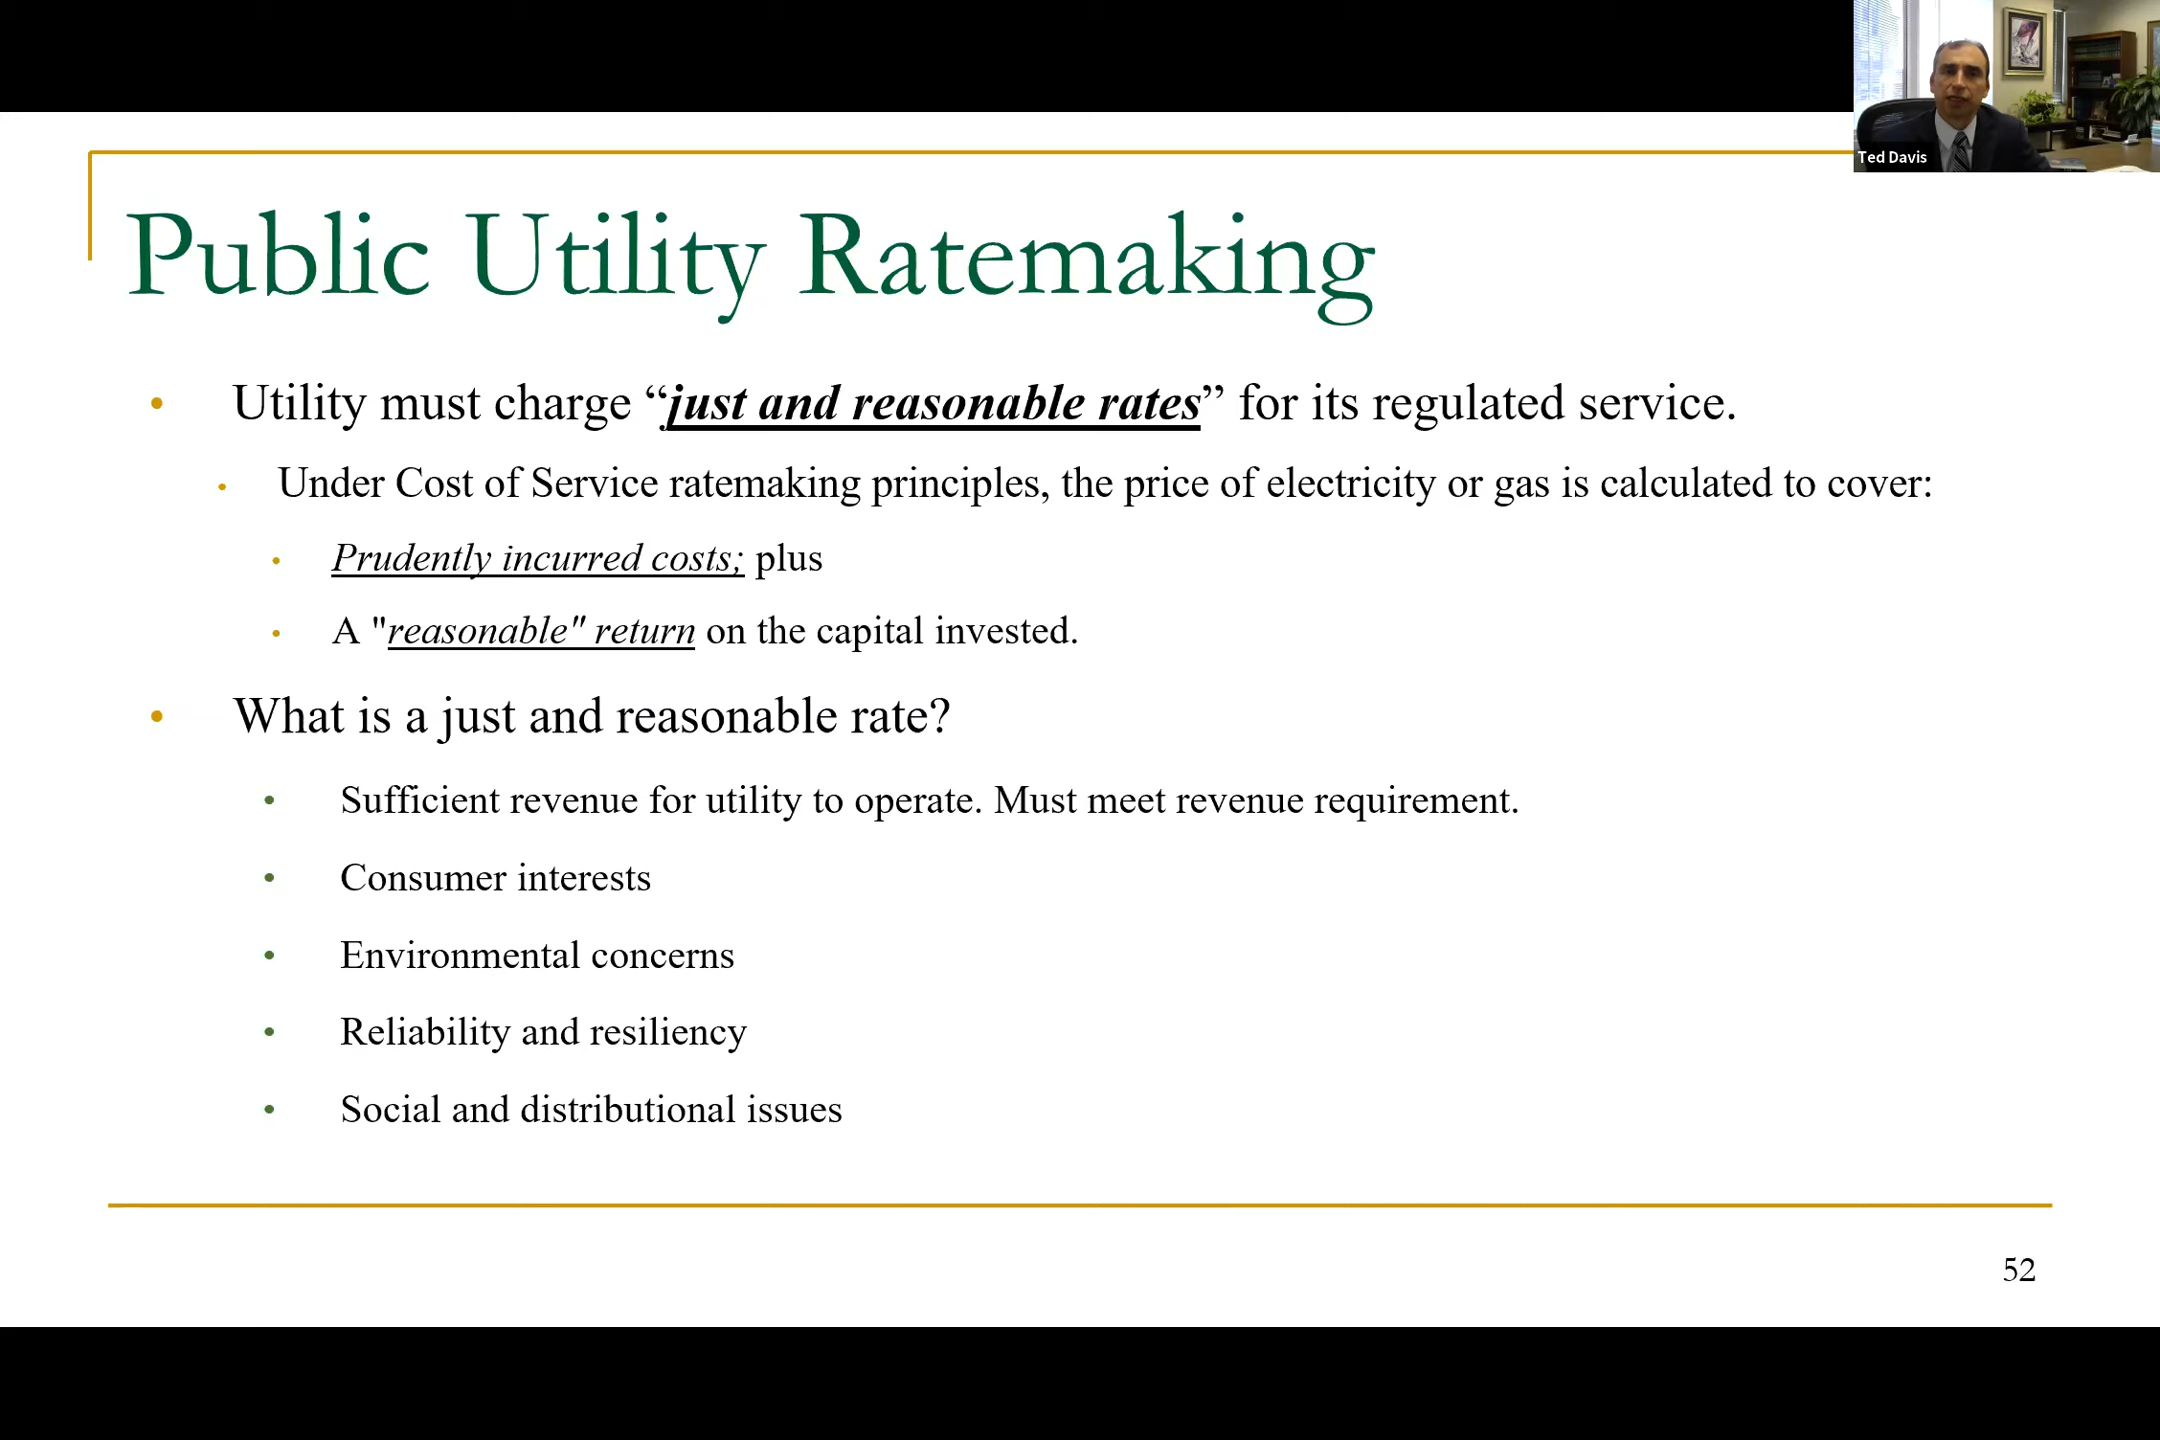 Ted Davis
Public Utility Ratemaking
• Utility must charge “just and reasonable rates” for its regulated service.
• Under Cost of Service ratemaking principles, the price of electricity or gas is calculated to cover:
• Prudently incurred costs; plus
• A "reasonable" return on the capital invested.
• What is a just and reasonable rate?
• Sufficient revenue for utility to operate. Must meet revenue requirement.
• Consumer interests
• Environmental concerns
• Reliability and resiliency
• Social and distributional issues
52